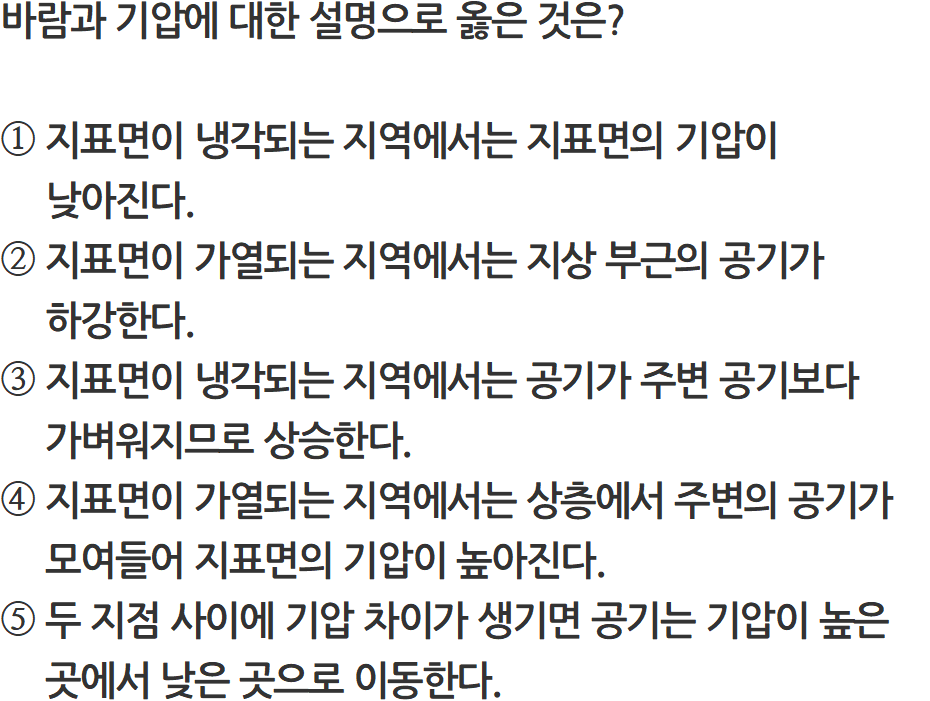 바람과 기압에 대한 설명으로 옳은 것은?
① 지표면이 냉각되는 지역에서는 지표면의 기압이
낮아진다.
② 지표면이 가열되는 지역에서는 지상 부근의 공기가
하강한다.
③ 지표면이 냉각되는 지역에서는 공기가 주변 공기보다
가벼워지므로 상승한다.
④ 지표면이 가열되는 지역에서는 상층에서 주변의 공기가
모여들어 지표면의 기압이 높아진다.
⑤ 두 지점 사이에 기압 차이가 생기면 공기는 기압이 높은
곳에서 낮은 곳으로 이동한다.